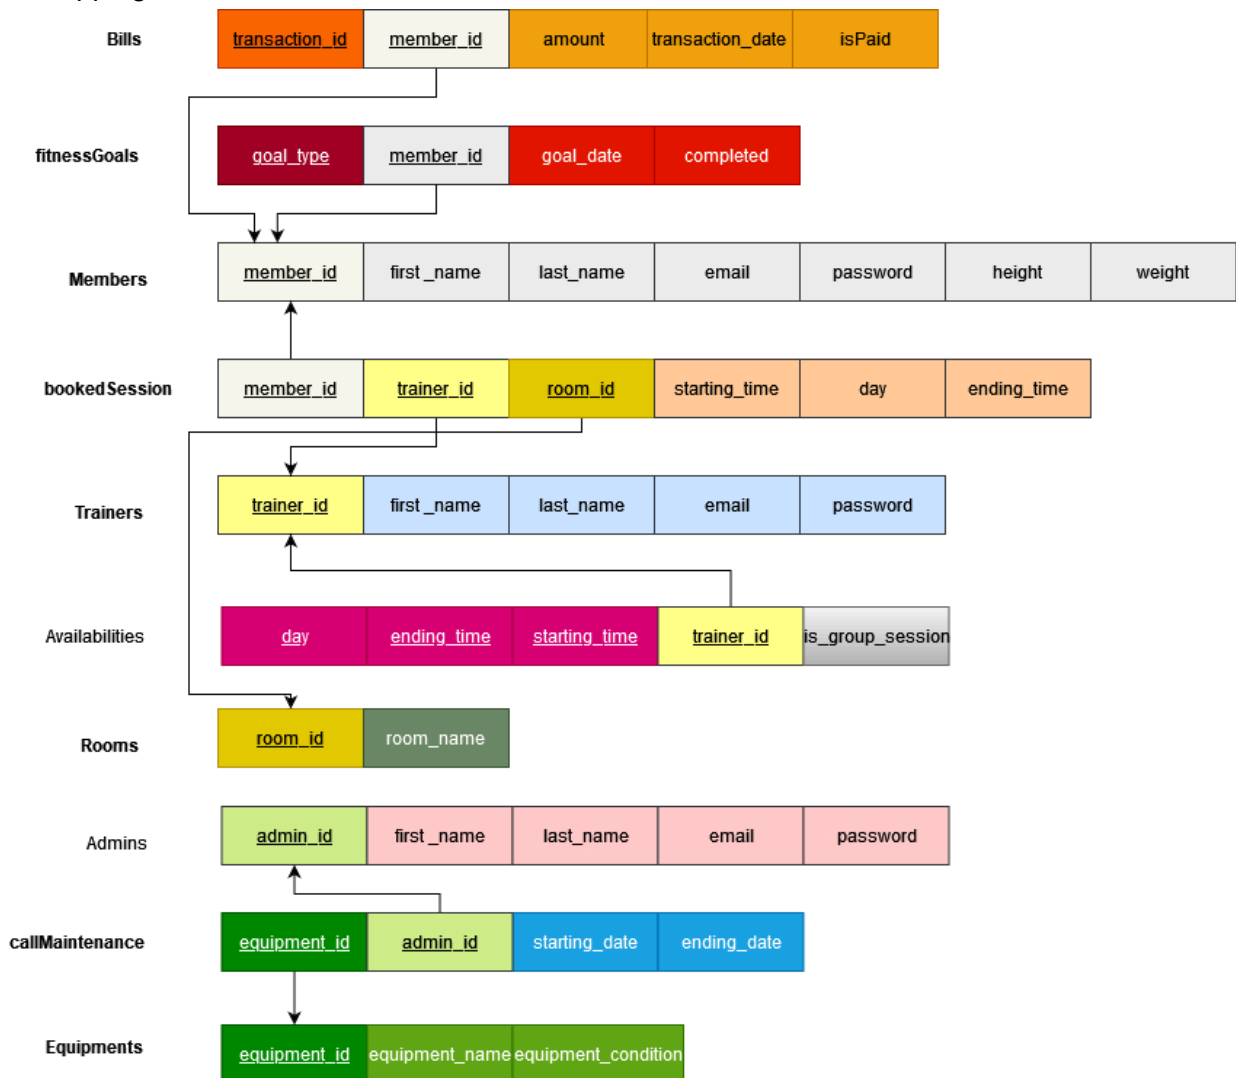 Bills transaction_id member_id amount transaction_date isPaid
fitnessGoals goal_type member_id goal_date completed
Members member_id first_name last_name email password height weight
bookedSession member_id trainer_id room_id starting_time day ending_time
Trainers trainer_id first_name last_name email password
Availabilities day ending_time starting_time trainer_id is_group_session
Rooms room_id room_name
Admins admin_id first_name last_name email password
callMaintenance equipment_id admin_id starting_date ending_date
Equipments equipment_id equipment_name equipment_condition